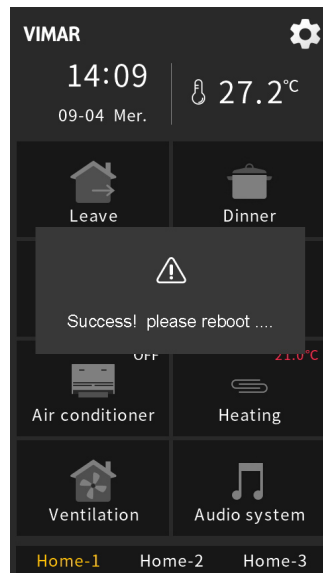 VIMAR
14:09
09-04 Mer.
27.2°C
Leave
Dinner
Success! please reboot ....
OFF
21.0°C
Air conditioner
Heating
Ventilation
Audio system
Home-1
Home-2
Home-3